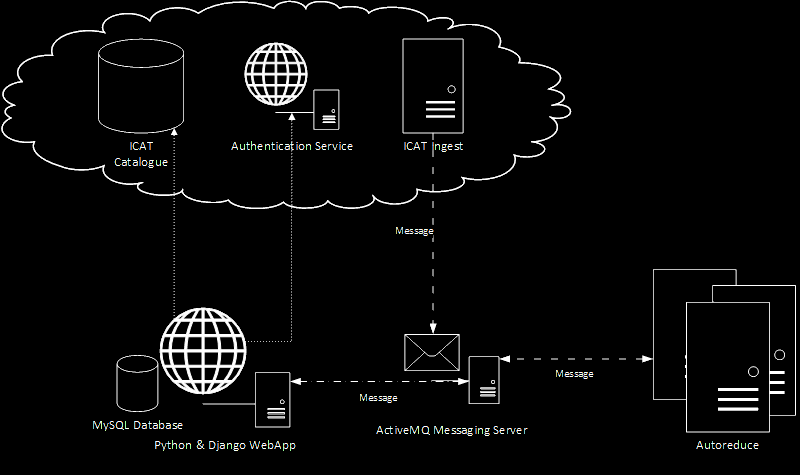 ICAT
Catalogue
Authentication Service
ICAT Ingest
Message
Message
Message
MySQL Database
Python & Django WebApp
ActiveMQ Messaging Server
Autoreduce